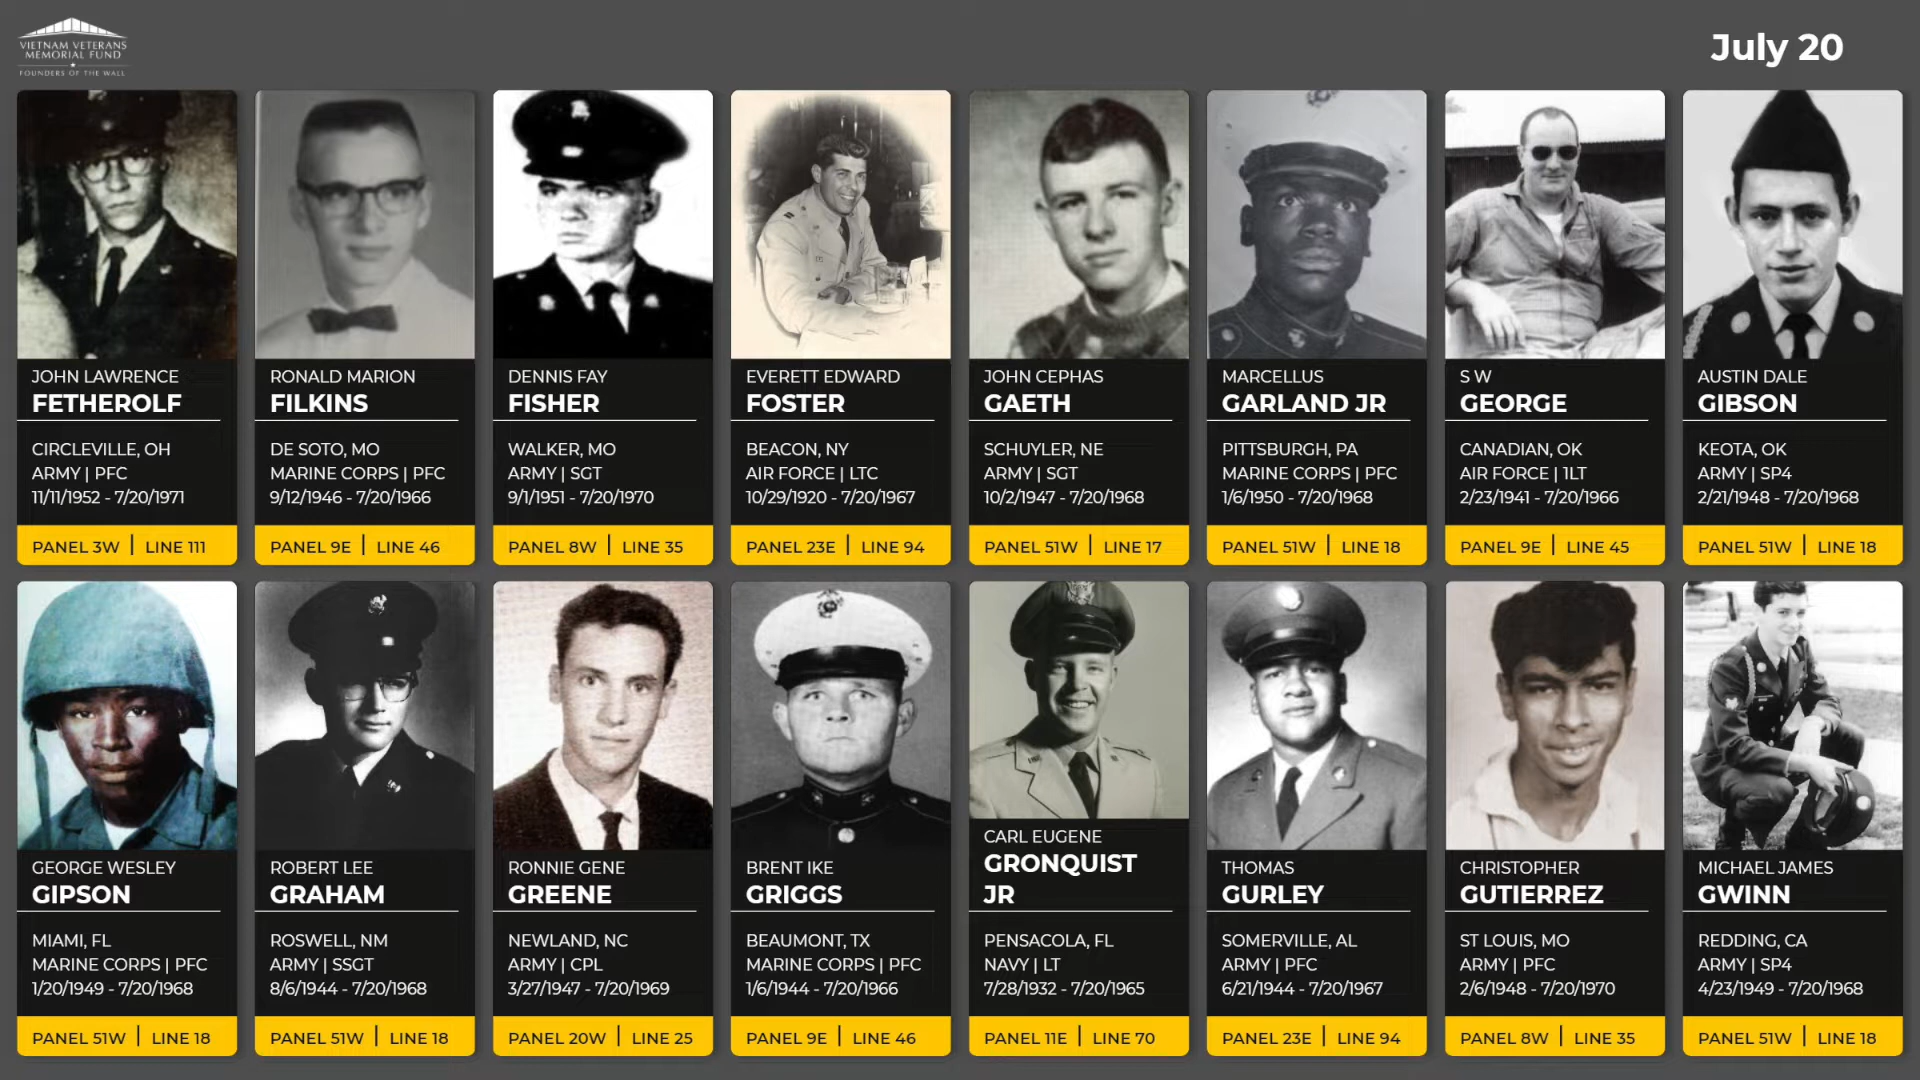 VIETNAM VETERANS
MEMORIAL FUND
FOUNDERS OF THE WALL
July 20
JOHN LAWRENCE
FETHEROLF
CIRCLEVILLE, OH
ARMY | PFC
11/11/1952 - 7/20/1971
PANEL 3W | LINE 111
RONALD MARION
FILKINS
DE SOTO, MO
MARINE CORPS | PFC
9/12/1946 - 7/20/1966
PANEL 9E | LINE 46
DENNIS FAY
FISHER
WALKER, MO
ARMY | SGT
9/1/1951 - 7/20/1970
PANEL 8W | LINE 35
EVERETT EDWARD
FOSTER
BEACON, NY
AIR FORCE | LTC
10/29/1920 - 7/20/1967
PANEL 23E | LINE 94
JOHN CEPHAS
GAETH
SCHUYLER, NE
ARMY | SGT
10/2/1947 - 7/20/1968
PANEL 51W | LINE 17
MARCELLUS
GARLAND JR
PITTSBURGH, PA
MARINE CORPS | PFC
1/6/1950 - 7/20/1968
PANEL 51W | LINE 18
S W
GEORGE
CANADIAN, OK
AIR FORCE | 1LT
2/23/1941 - 7/20/1966
PANEL 9E | LINE 45
AUSTIN DALE
GIBSON
KEOTA, OK
ARMY | SP4
2/21/1948 - 7/20/1968
PANEL 51W | LINE 18
GEORGE WESLEY
GIPSON
MIAMI, FL
MARINE CORPS | PFC
1/20/1949 - 7/20/1968
PANEL 51W | LINE 18
ROBERT LEE
GRAHAM
ROSWELL, NM
ARMY | SSGT
8/6/1944 - 7/20/1968
PANEL 51W | LINE 18
RONNIE GENE
GREENE
NEWLAND, NC
ARMY | CPL
3/27/1947 - 7/20/1969
PANEL 20W | LINE 25
BRENT IKE
GRIGGS
BEAUMONT, TX
MARINE CORPS | PFC
1/6/1944 - 7/20/1966
PANEL 9E | LINE 46
CARL EUGENE
GRONQUIST
JR
PENSACOLA, FL
NAVY | LT
7/28/1932 - 7/20/1965
PANEL 11E | LINE 70
THOMAS
GURLEY
SOMERVILLE, AL
ARMY | PFC
6/21/1944 - 7/20/1967
PANEL 23E | LINE 94
CHRISTOPHER
GUTIERREZ
ST LOUIS, MO
ARMY | PFC
2/6/1948 - 7/20/1970
PANEL 8W | LINE 35
MICHAEL JAMES
GWINN
REDDING, CA
ARMY | SP4
4/23/1949 - 7/20/1968
PANEL 51W | LINE 18